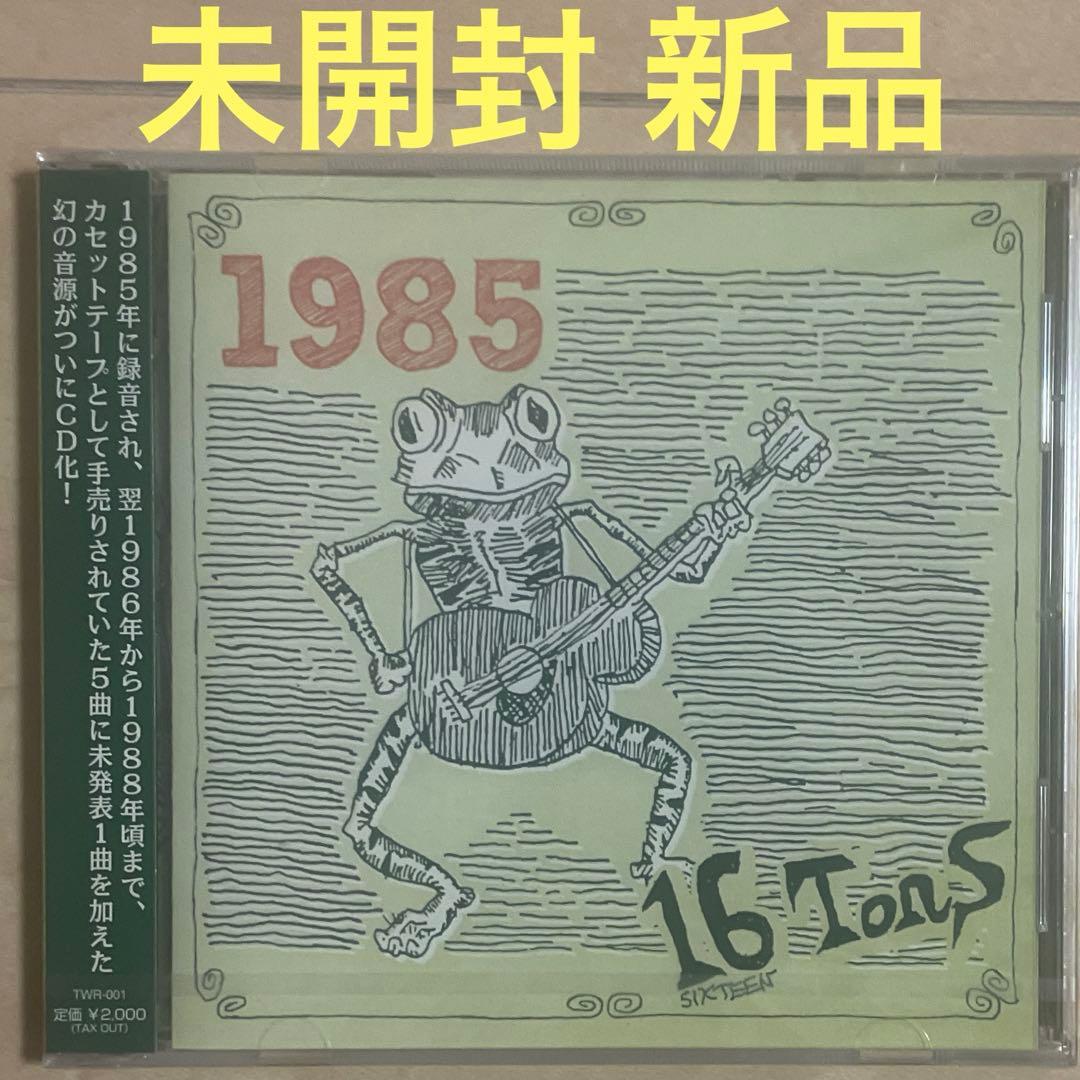 未開封 新品
1985年に録音され、翌1986年から1988年頃まで、
カセットテープとして手売りされていた5曲に未発表1曲を加えた
幻の音源がついにCD化！
TWR-001
定価 ¥2,000
(TAX OUT)
1985
16 Tons
SIXTEEN